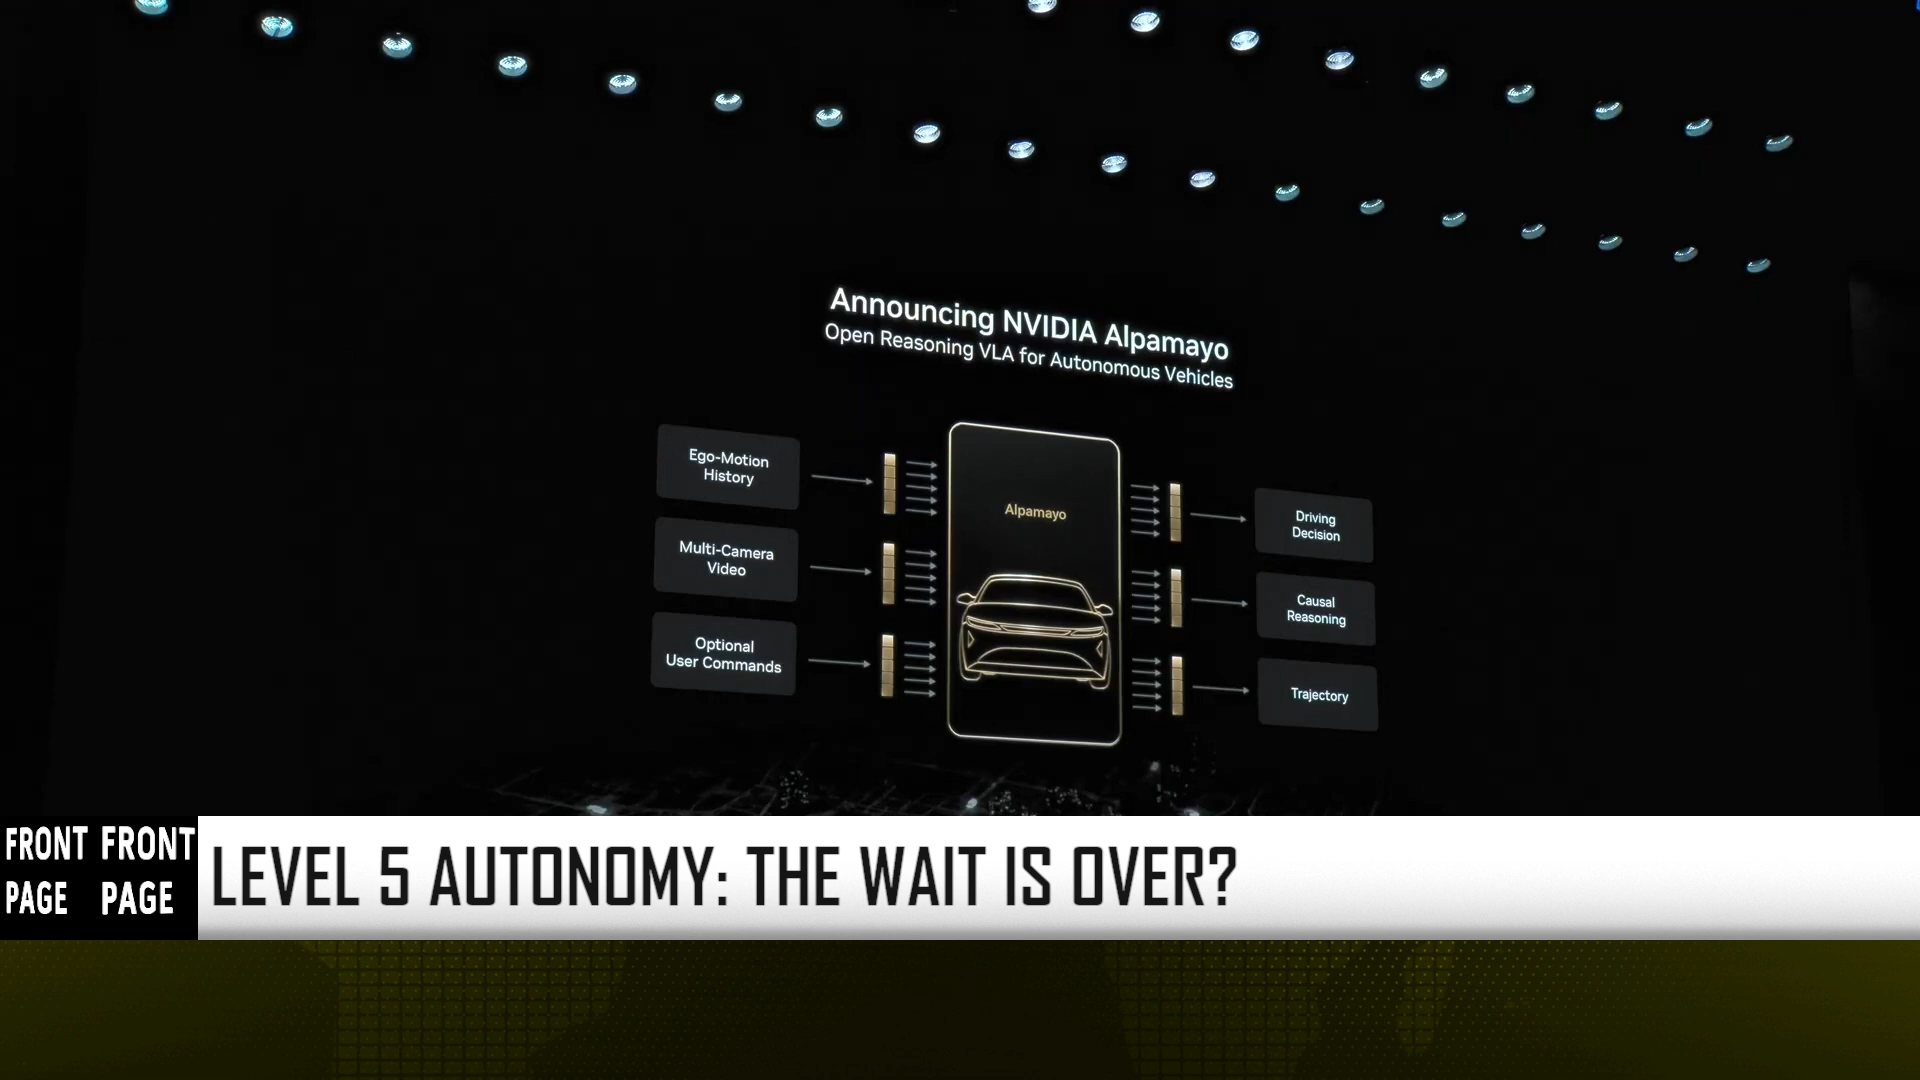 Announcing NVIDIA Alpamayo
Open Reasoning VLA for Autonomous Vehicles
Ego-Motion
History
Multi-Camera
Video
Optional
User Commands
Alpamayo
Driving
Decision
Causal
Reasoning
Trajectory
FRONT FRONT
PAGE PAGE
LEVEL 5 AUTONOMY: THE WAIT IS OVER?